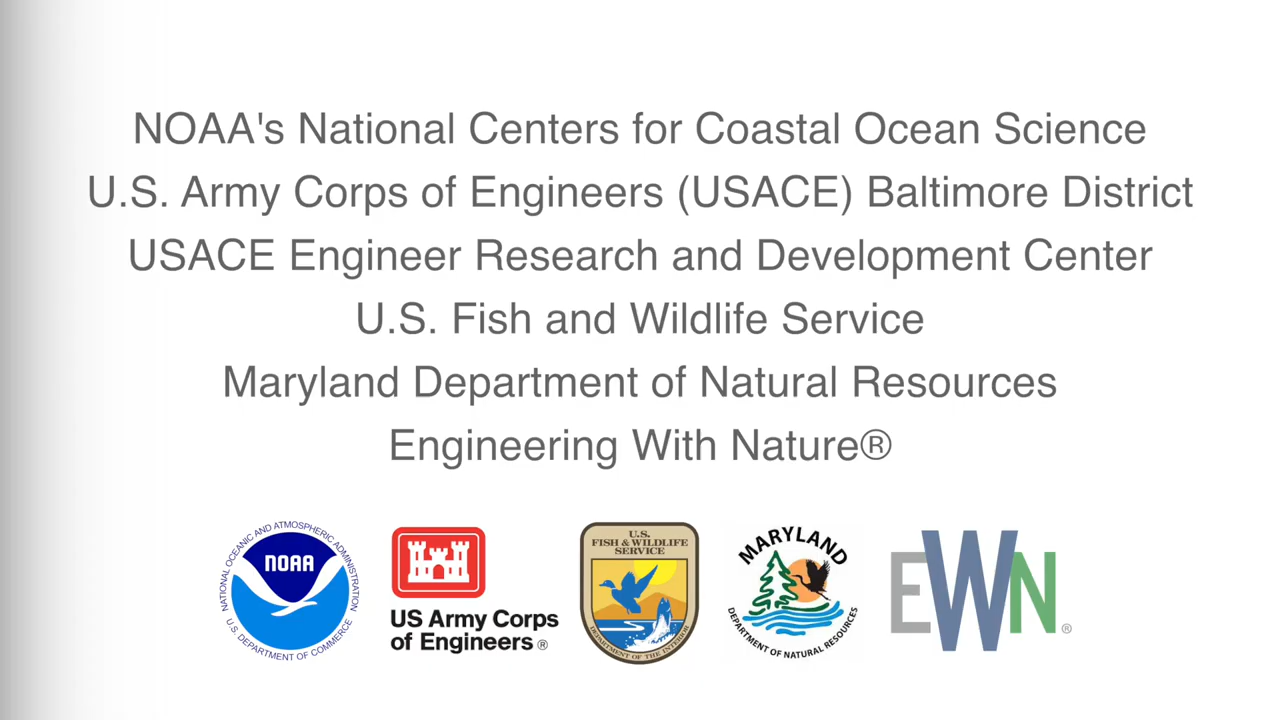 NOAA's National Centers for Coastal Ocean Science
U.S. Army Corps of Engineers (USACE) Baltimore District
USACE Engineer Research and Development Center
U.S. Fish and Wildlife Service
Maryland Department of Natural Resources
Engineering With Nature®
NATIONAL OCEANIC AND ATMOSPHERIC ADMINISTRATION
NOAA
U.S. DEPARTMENT OF COMMERCE
US Army Corps
of Engineers ®
U.S.
FISH & WILDLIFE
SERVICE
DEPARTMENT OF THE INTERIOR
MARYLAND
DEPARTMENT OF NATURAL RESOURCES
EWN ®